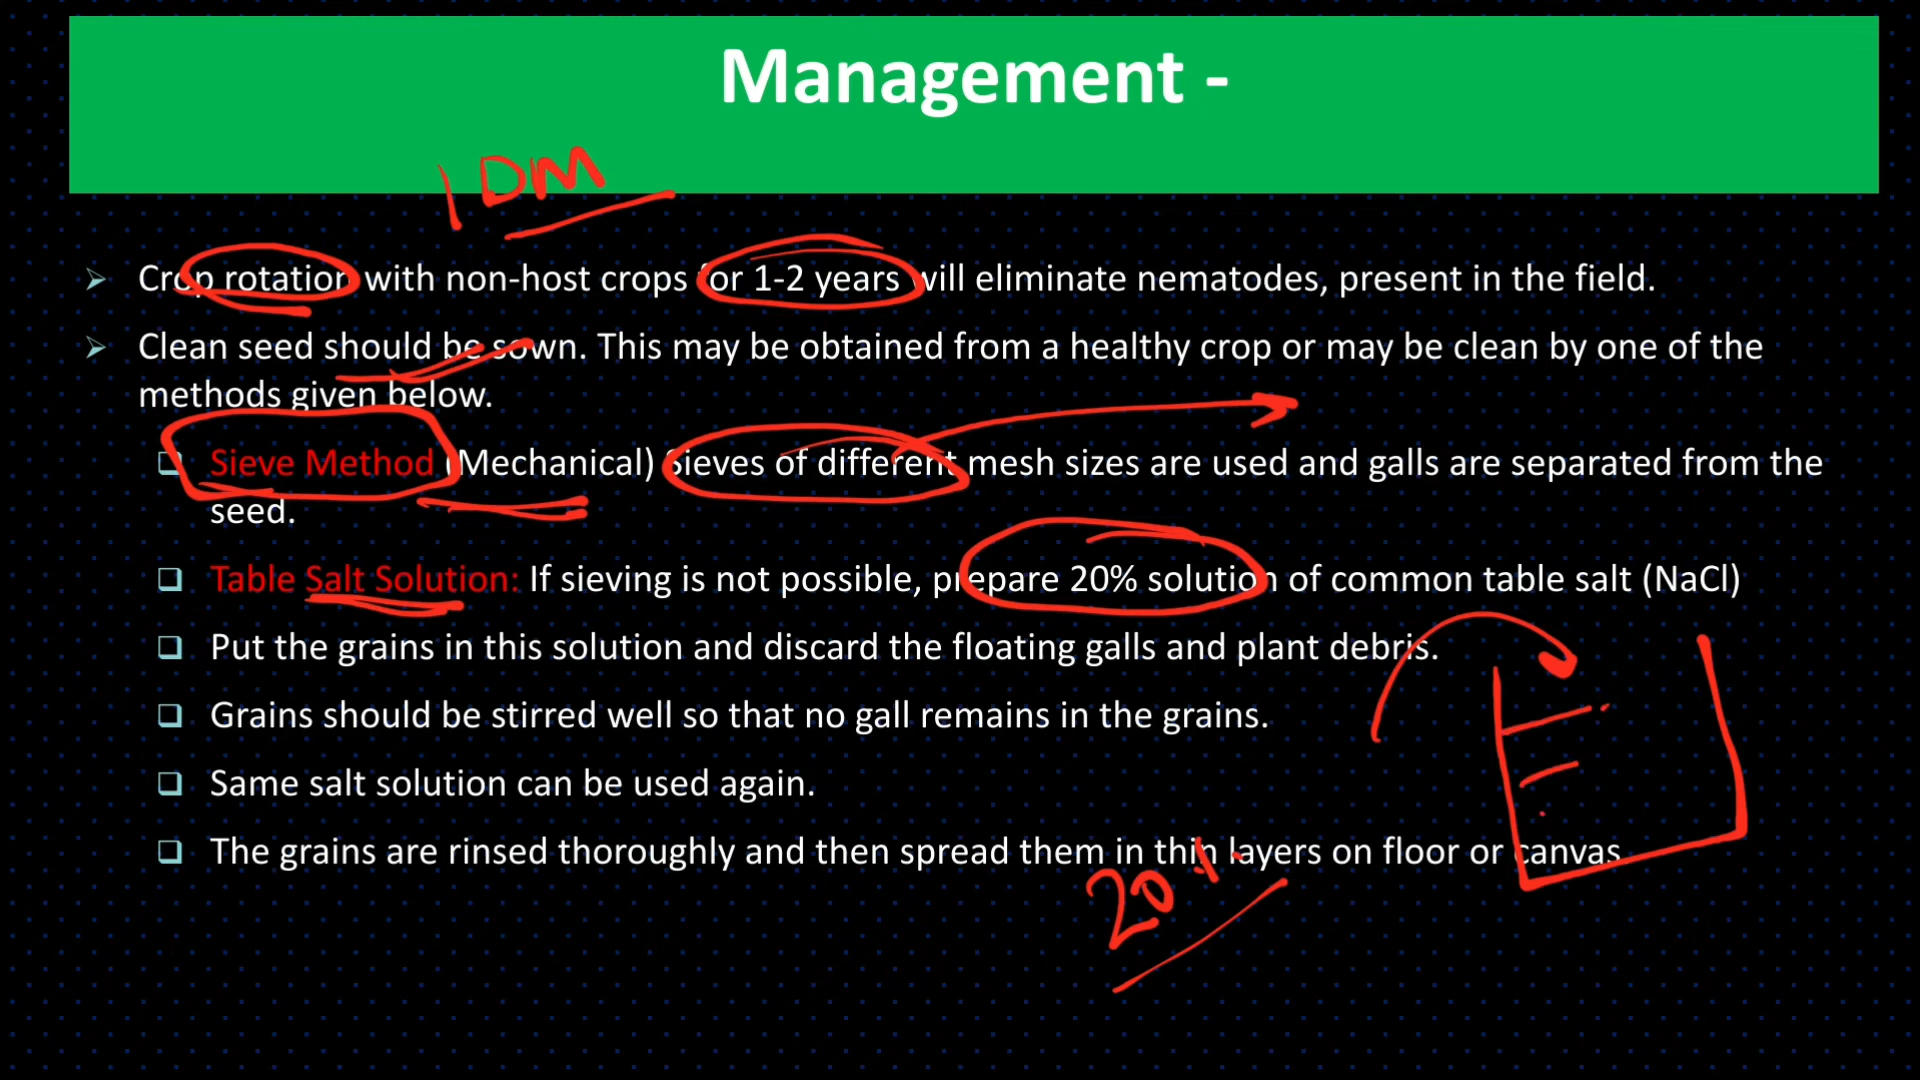 Management -
IDM
Crop rotation with non-host crops for 1-2 years will eliminate nematodes, present in the field.
Clean seed should be sown. This may be obtained from a healthy crop or may be clean by one of the
methods given below.
Sieve Method (Mechanical) Sieves of different mesh sizes are used and galls are separated from the
seed.
Table Salt Solution: If sieving is not possible, prepare 20% solution of common table salt (NaCl)
Put the grains in this solution and discard the floating galls and plant debris.
Grains should be stirred well so that no gall remains in the grains.
Same salt solution can be used again.
The grains are rinsed thoroughly and then spread them in thin layers on floor or canvas.
20%